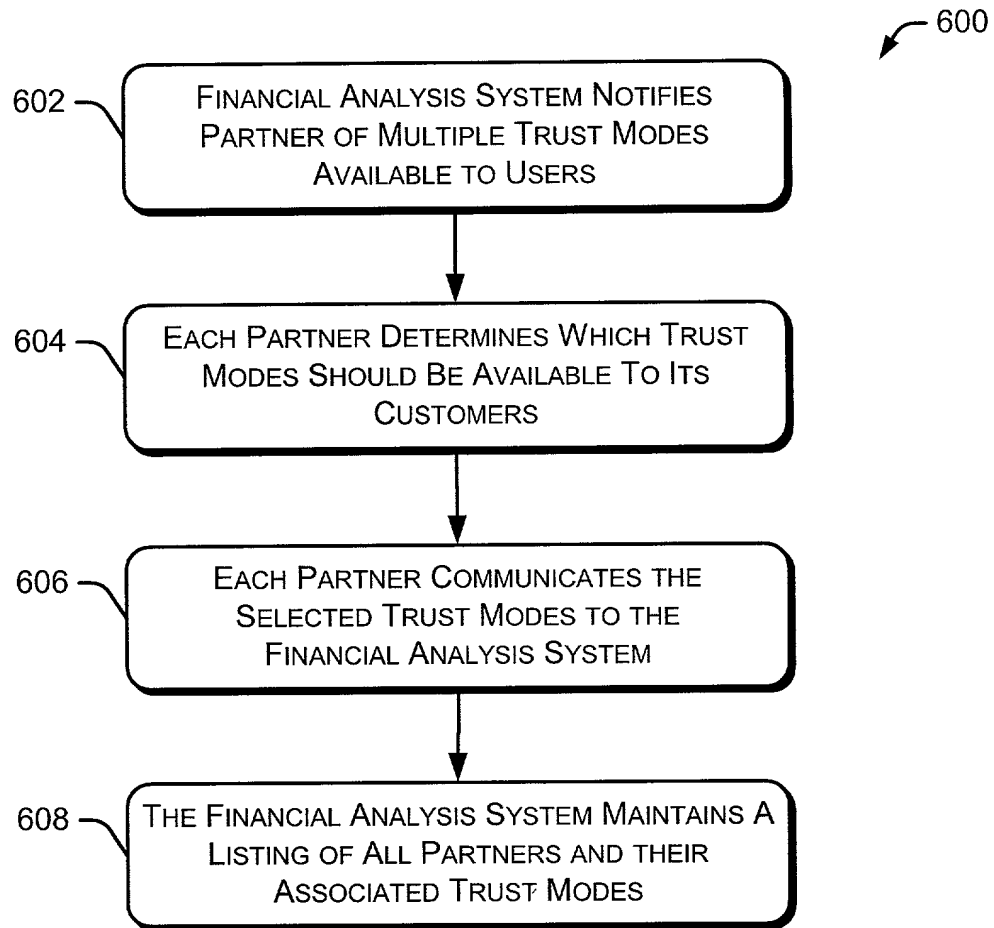 600
602
FINANCIAL ANALYSIS SYSTEM NOTIFIES
PARTNER OF MULTIPLE TRUST MODES
AVAILABLE TO USERS
604
EACH PARTNER DETERMINES WHICH TRUST
MODES SHOULD BE AVAILABLE TO ITS
CUSTOMERS
606
EACH PARTNER COMMUNICATES THE
SELECTED TRUST MODES TO THE
FINANCIAL ANALYSIS SYSTEM
608
THE FINANCIAL ANALYSIS SYSTEM MAINTAINS A
LISTING OF ALL PARTNERS AND THEIR
ASSOCIATED TRUST MODES